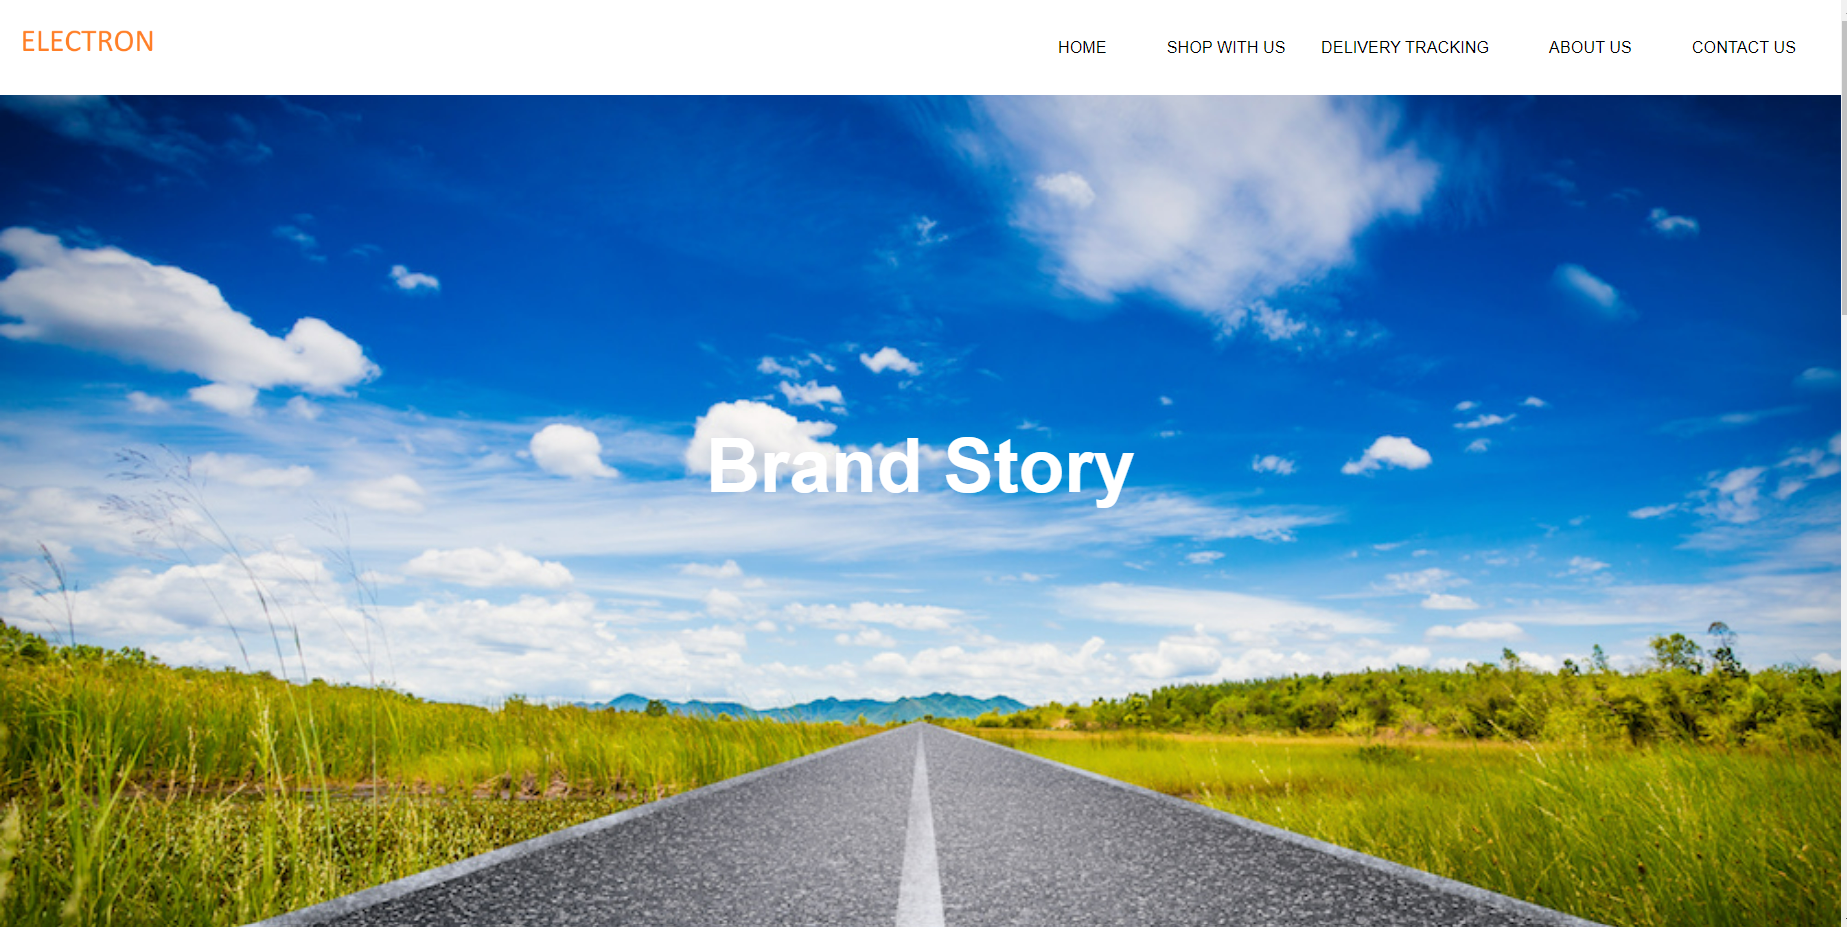 ELECTRON
HOME SHOP WITH US DELIVERY TRACKING ABOUT US CONTACT US
Brand Story